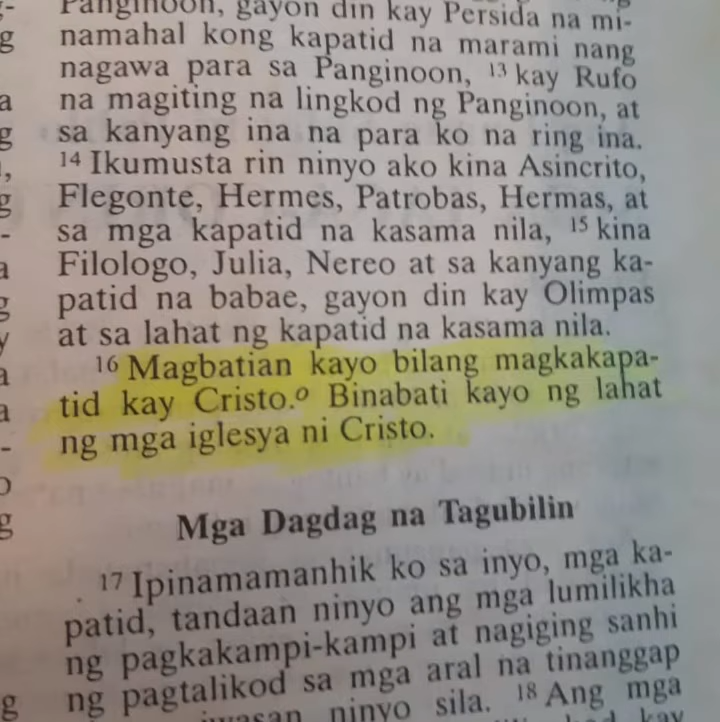 Panginoon, gayon din kay Persida na mi-
namahal kong kapatid na marami nang
nagawa para sa Panginoon, 13 kay Rufo
na magiting na lingkod ng Panginoon, at
sa kanyang ina na para ko na ring ina.
14 Ikumusta rin ninyo ako kina Asincrito,
Flegonte, Hermes, Patrobas, Hermas, at
sa mga kapatid na kasama nila, 15 kina
Filologo, Julia, Nereo at sa kanyang ka-
patid na babae, gayon din kay Olimpas
at sa lahat ng kapatid na kasama nila.
16 Magbatian kayo bilang magkakapa-
tid kay Cristo.o Binabati kayo ng lahat
ng mga iglesya ni Cristo.
Mga Dagdag na Tagubilin
17 Ipinamamanhik ko sa inyo, mga ka-
patid, tandaan ninyo ang mga lumilikha
ng pagkakampi-kampi at nagiging sanhi
ng pagtalikod sa mga aral na tinanggap
ninyo sila. 18 Ang mga